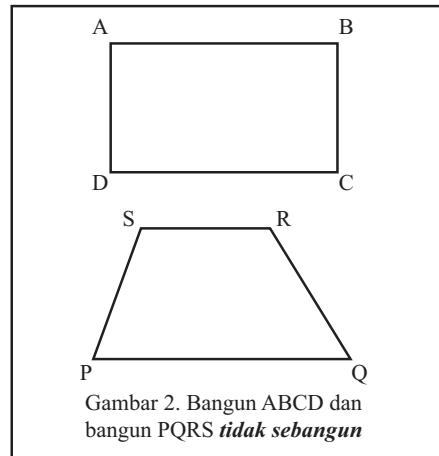 A B
D C
S R
P Q
Gambar 2. Bangun ABCD dan
bangun PQRS tidak sebangun